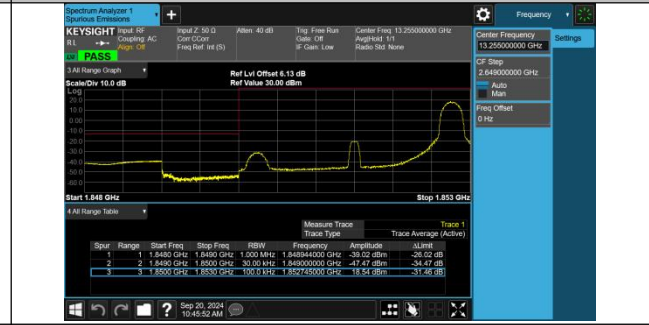 Spectrum Analyzer 1
Spurious Emissions
Frequency
KEYSIGHT Input: RF Input Z: 50 Ω Atten: 40 dB Trig: Free Run Center Freq: 13.255000000 GHz
RL Coupling: AC Corr CCorr Gate: Off Avg|Hold: 1/1
Align: Off Freq Ref: Int (S) IF Gain: Low Radio Std: None
PASS
Center Frequency
13.255000000 GHz
Settings
CF Step
2.649000000 GHz
Auto
Man
Freq Offset
0 Hz
3 All Range Graph
Scale/Div 10.0 dB
Ref Lvl Offset 6.13 dB
Ref Value 30.00 dBm
Log
20.0
10.0
0.00
-10.0
-20.0
-30.0
-40.0
-50.0
-60.0
Start 1.848 GHz Stop 1.853 GHz
4 All Range Table
Measure Trace Trace 1
Trace Type Trace Average (Active)
Spur Range Start Freq Stop Freq RBW Frequency Amplitude ΔLimit
1 1 1.8480 GHz 1.8490 GHz 1.000 MHz 1.848944000 GHz -39.02 dBm -26.02 dB
2 2 1.8490 GHz 1.8500 GHz 30.00 kHz 1.849000000 GHz -47.47 dBm -34.47 dB
3 3 1.8500 GHz 1.8530 GHz 100.0 kHz 1.852745000 GHz 18.54 dBm -31.46 dB
Sep 20, 2024
10:45:52 AM